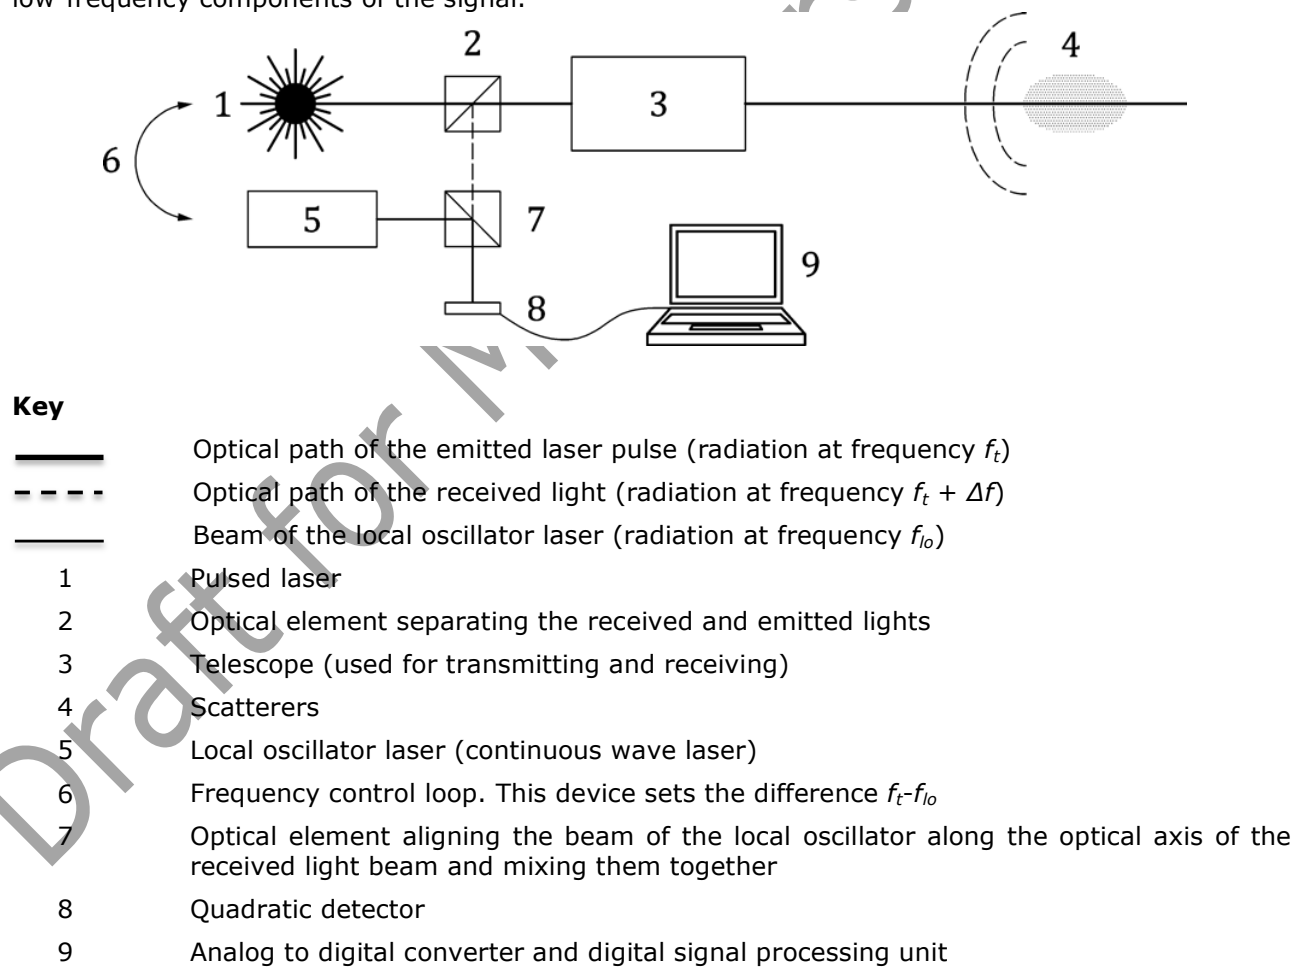 low frequency components of the signal.
2
4
1
3
6
5
7
9
8
Key
Optical path of the emitted laser pulse (radiation at frequency ft)
Optical path of the received light (radiation at frequency ft + Δf)
Beam of the local oscillator laser (radiation at frequency flo)
1 Pulsed laser
2 Optical element separating the received and emitted lights
3 Telescope (used for transmitting and receiving)
4 Scatterers
5 Local oscillator laser (continuous wave laser)
6 Frequency control loop. This device sets the difference ft-flo
7 Optical element aligning the beam of the local oscillator along the optical axis of the
received light beam and mixing them together
8 Quadratic detector
9 Analog to digital converter and digital signal processing unit
Draft for